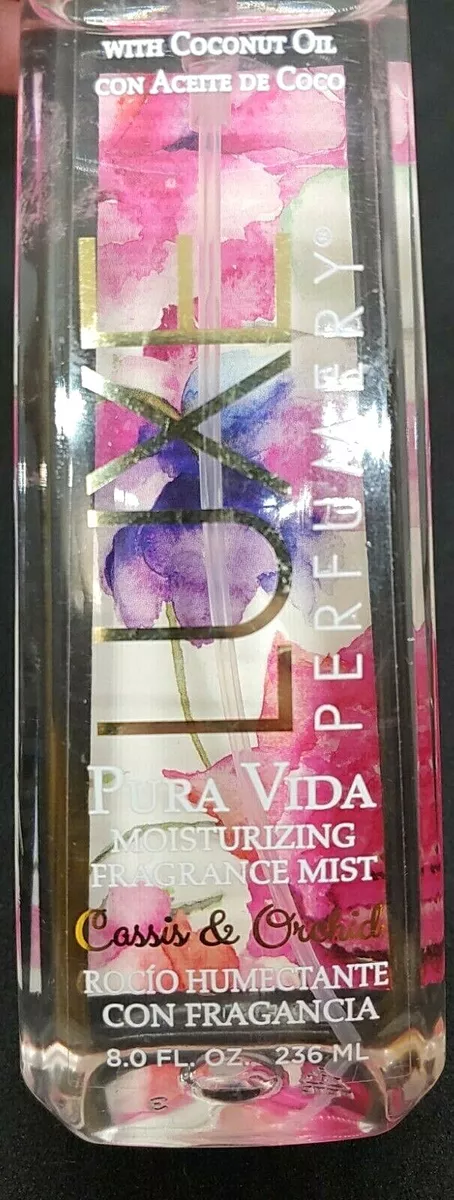 WITH COCONUT OIL
CON ACEITE DE COCO
LUXE
PERFUMERY®
PURA VIDA
MOISTURIZING
FRAGRANCE MIST
Cassis & Orchid
ROCÍO HUMECTANTE
CON FRAGANCIA
8.0 FL. OZ. 236 ML